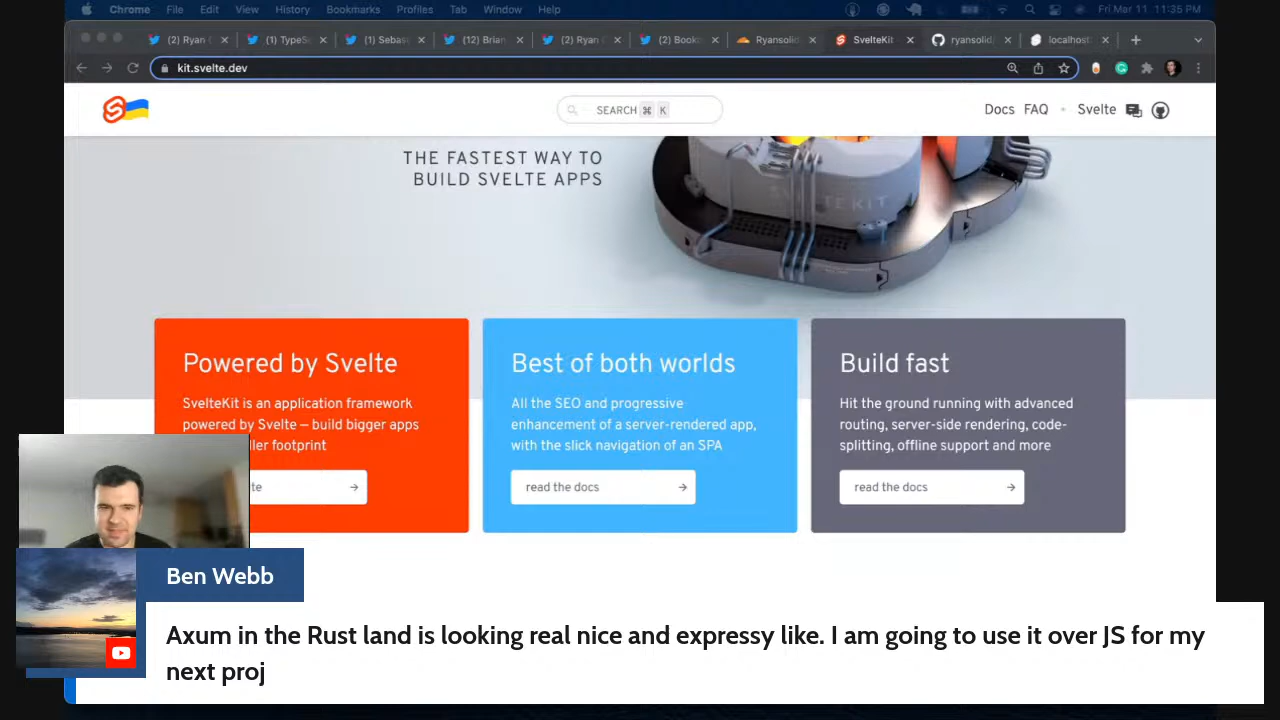 Chrome File Edit View History Bookmarks Profiles Tab Window Help Fri Mar 11 11:35 PM
(2) Ryan (1) TypeS (1) Sebas (12) Brian (2) Ryan (2) Book Ryansolid SvelteKit ryansolid/ localhost
kit.svelte.dev
SEARCH ⌘ K
Docs FAQ • Svelte
THE FASTEST WAY TO
BUILD SVELTE APPS
Powered by Svelte
SvelteKit is an application framework
powered by Svelte — build bigger apps
ller footprint
te
Best of both worlds
All the SEO and progressive
enhancement of a server-rendered app,
with the slick navigation of an SPA
read the docs
Build fast
Hit the ground running with advanced
routing, server-side rendering, code-
splitting, offline support and more
read the docs
Ben Webb
Axum in the Rust land is looking real nice and expressy like. I am going to use it over JS for my
next proj